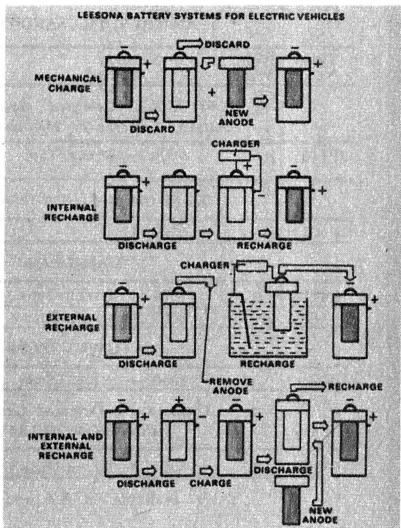 LEESONA BATTERY SYSTEMS FOR ELECTRIC VEHICLES
MECHANICAL
CHARGE
DISCARD
DISCARD
+
NEW
ANODE
INTERNAL
RECHARGE
CHARGER
DISCHARGE
RECHARGE
EXTERNAL
RECHARGE
CHARGER
DISCHARGE
REMOVE
ANODE
RECHARGE
INTERNAL AND
EXTERNAL
RECHARGE
DISCHARGE
CHARGE
DISCHARGE
RECHARGE
NEW
ANODE